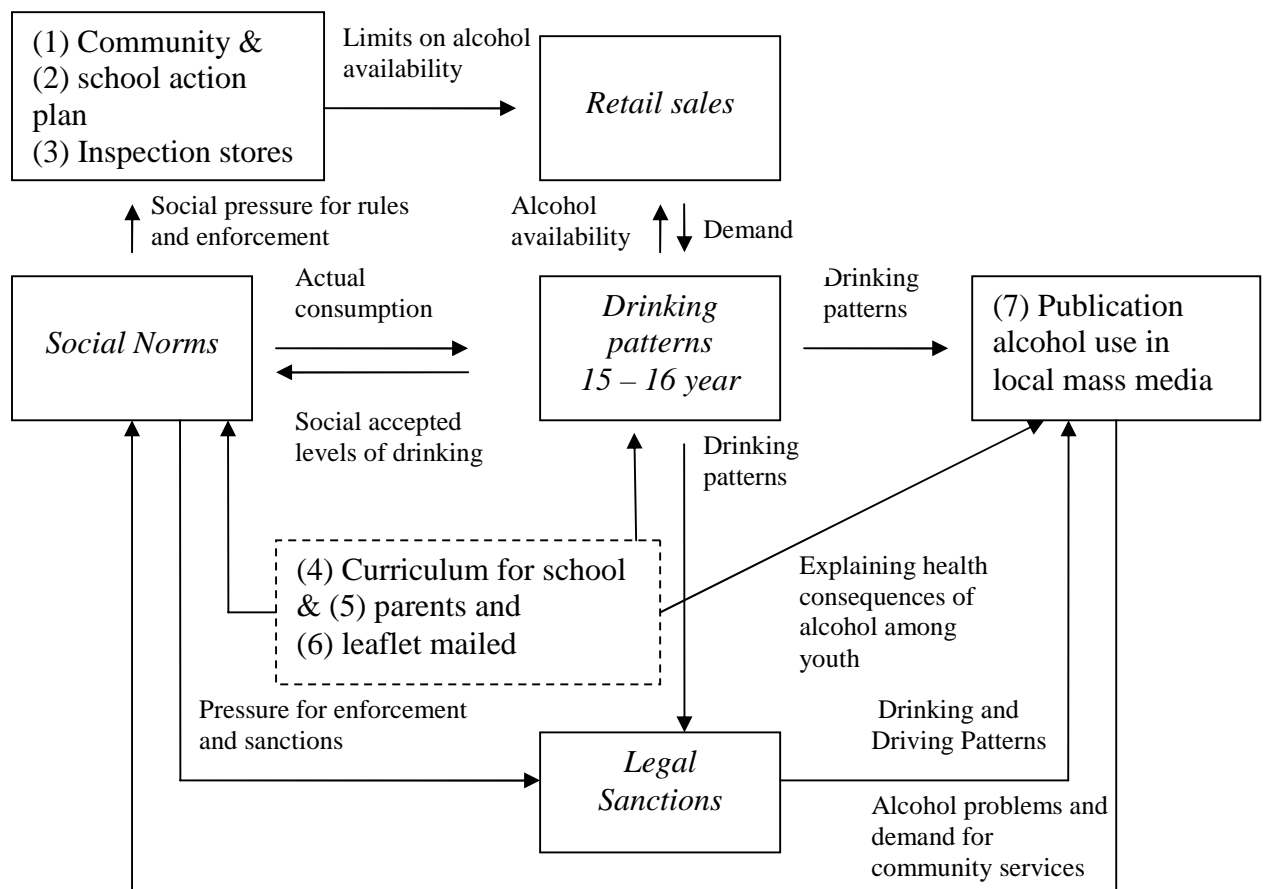 (1) Community &
(2) school action
plan
(3) Inspection stores
Limits on alcohol
availability
Retail sales
Social pressure for rules
and enforcement
Alcohol
availability
Demand
Social Norms
Actual
consumption
Social accepted
levels of drinking
Drinking
patterns
15 – 16 year
Drinking
patterns
(7) Publication
alcohol use in
local mass media
Drinking
patterns
(4) Curriculum for school
& (5) parents and
(6) leaflet mailed
Explaining health
consequences of
alcohol among
youth
Pressure for enforcement
and sanctions
Legal
Sanctions
Drinking and
Driving Patterns
Alcohol problems and
demand for
community services